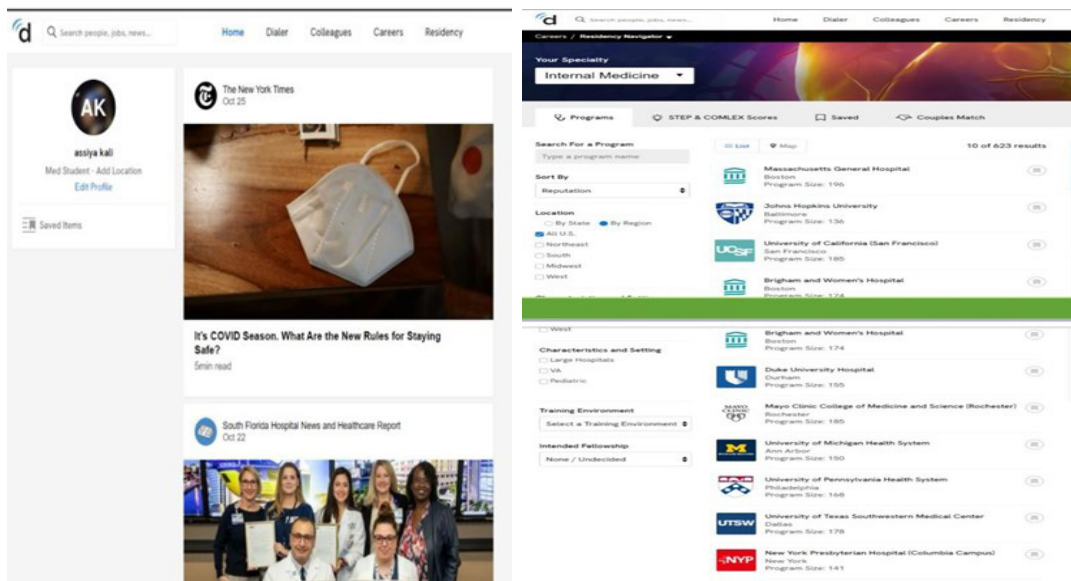 d
Search people, jobs, news...
Home Dialer Colleagues Careers Residency
AK
assiya kali
Med Student - Add Location
Edit Profile
Saved Items
The New York Times
Oct 25
It's COVID Season. What Are the New Rules for Staying
Safe?
5min read
South Florida Hospital News and Healthcare Report
Oct 22
d
Search people, jobs, news...
Home Dialer Colleagues Careers Residency
Careers / Residency Navigator
Your Specialty
Internal Medicine
Programs STEP & COMLEX Scores Saved Couples Match
Search For a Program
Type a program name
Sort By
Reputation
Location
By State By Region
All U.S.
Northeast
South
Midwest
West
List Map 10 of 623 results
Massachusetts General Hospital
Boston
Program Size: 196
Johns Hopkins University
Baltimore
Program Size: 136
UCSF
University of California (San Francisco)
San Francisco
Program Size: 185
Brigham and Women's Hospital
Boston
Program Size: 174
West
Characteristics and Setting
Large Hospitals
VA
Pediatric
Training Environment
Select a Training Environment
Intended Fellowship
None / Undecided
Brigham and Women's Hospital
Boston
Program Size: 174
Duke University Hospital
Durham
Program Size: 155
MAYO
CLINIC
Mayo Clinic College of Medicine and Science (Rochester)
Rochester
Program Size: 185
M
University of Michigan Health System
Ann Arbor
Program Size: 150
University of Pennsylvania Health System
Philadelphia
Program Size: 168
UTSW
University of Texas Southwestern Medical Center
Dallas
Program Size: 178
NYP
New York Presbyterian Hospital (Columbia Campus)
New York
Program Size: 141